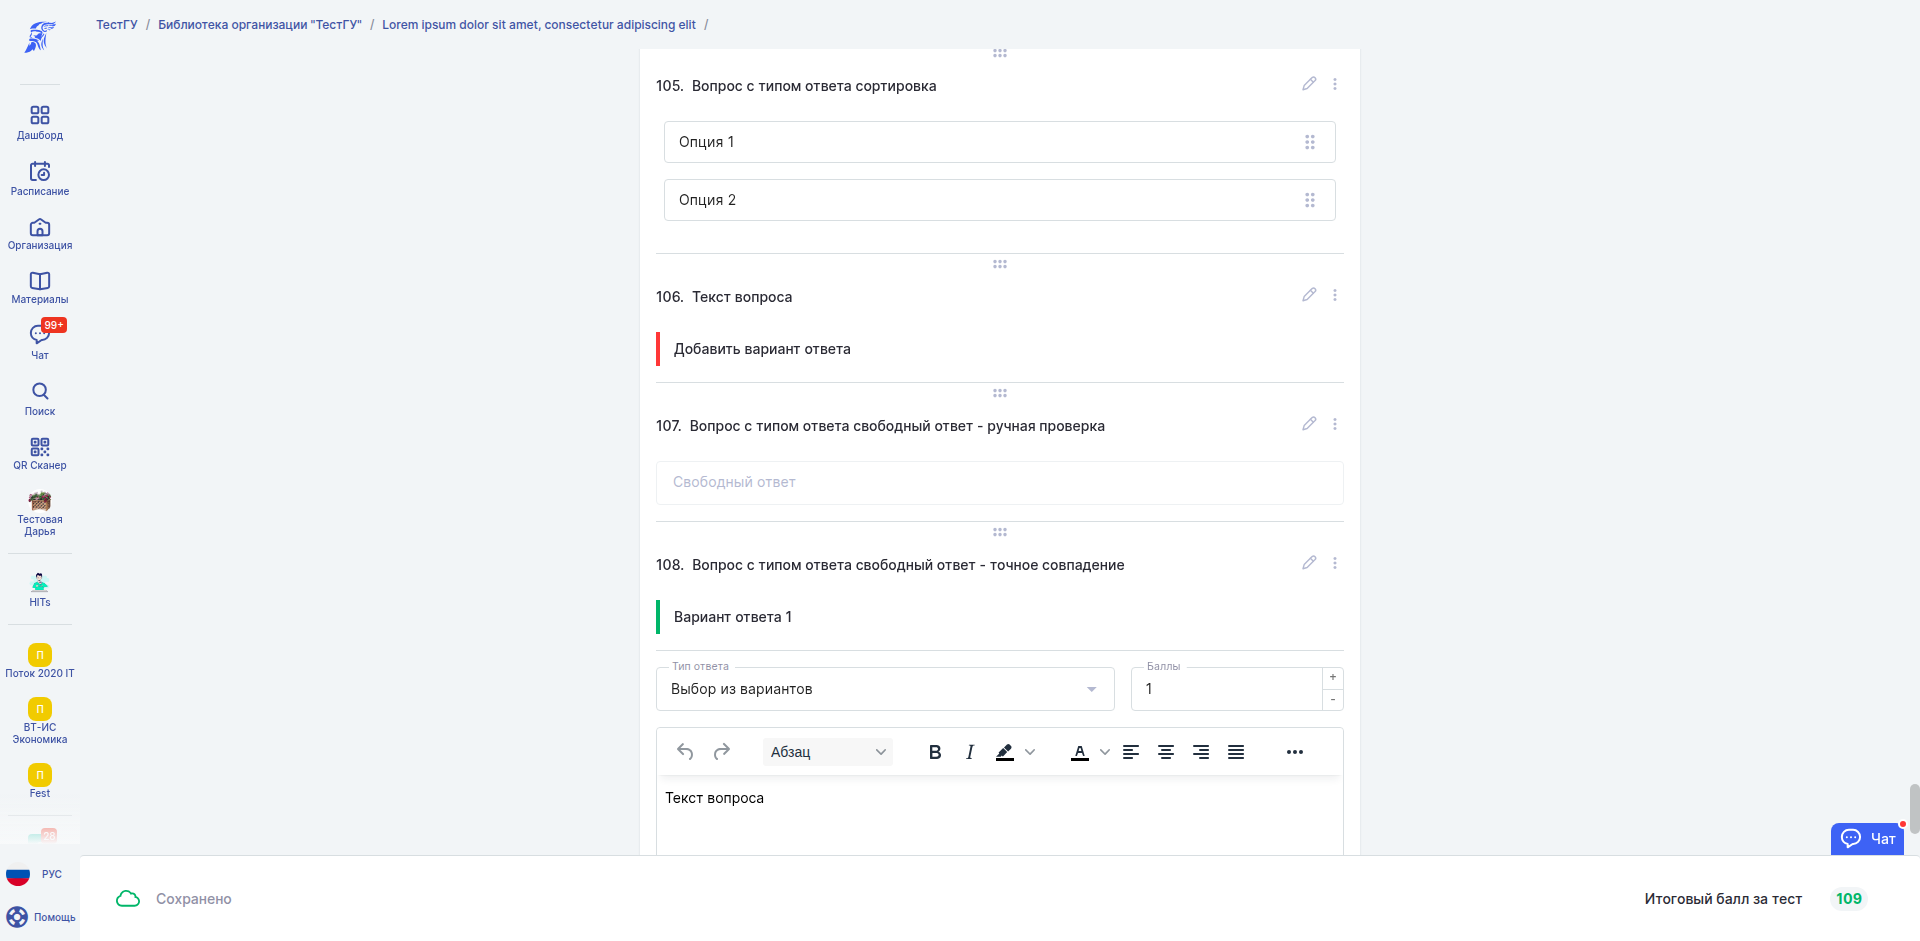 ТестГУ / Библиотека организации "ТестГУ" / Lorem ipsum dolor sit amet, consectetur adipiscing elit /
Дашборд
Расписание
Организация
Материалы
99+
Чат
Поиск
QR Сканер
Тестовая
Дарья
HITs
П
Поток 2020 IT
П
ВТ-ИС
Экономика
П
Fest
28
РУС
Помощь
105. Вопрос с типом ответа сортировка
Опция 1
Опция 2
106. Текст вопроса
Добавить вариант ответа
107. Вопрос с типом ответа свободный ответ - ручная проверка
Свободный ответ
108. Вопрос с типом ответа свободный ответ - точное совпадение
Вариант ответа 1
Тип ответа
Выбор из вариантов
Баллы
1
+
-
Абзац B I A
Текст вопроса
Чат
Сохранено
Итоговый балл за тест 109